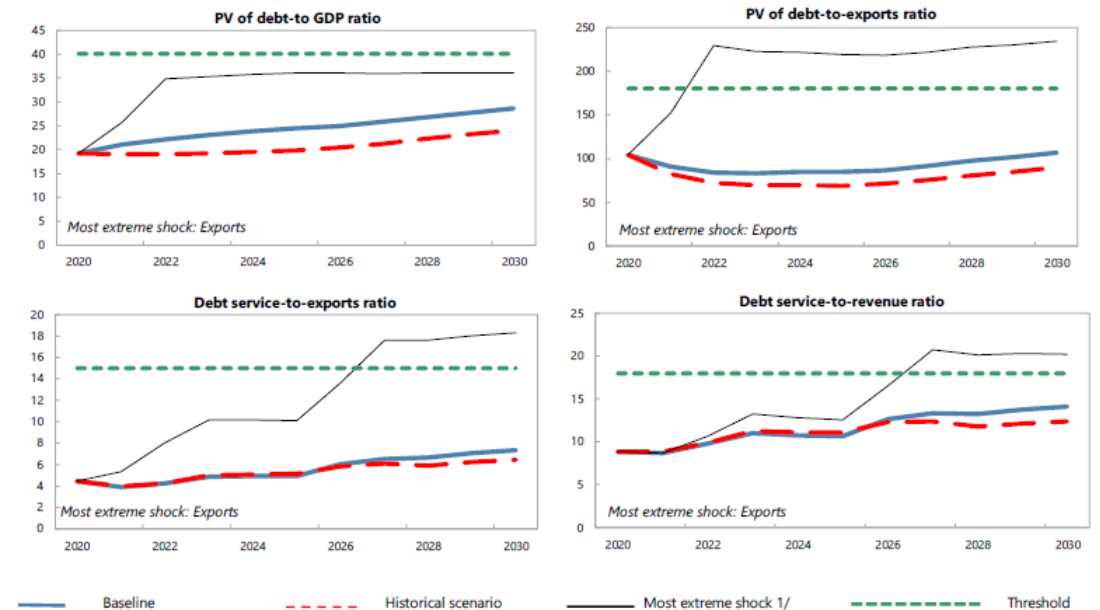 PV of debt-to GDP ratio
45
40
35
30
25
20
15
10
5
0
Most extreme shock: Exports
2020 2022 2024 2026 2028 2030
PV of debt-to-exports ratio
250
200
150
100
50
0
Most extreme shock: Exports
2020 2022 2024 2026 2028 2030
Debt service-to-exports ratio
20
18
16
14
12
10
8
6
4
2
0
Most extreme shock: Exports
2020 2022 2024 2026 2028 2030
Debt service-to-revenue ratio
25
20
15
10
5
0
Most extreme shock: Exports
2020 2022 2024 2026 2028 2030
Baseline Historical scenario Most extreme shock 1/ Threshold